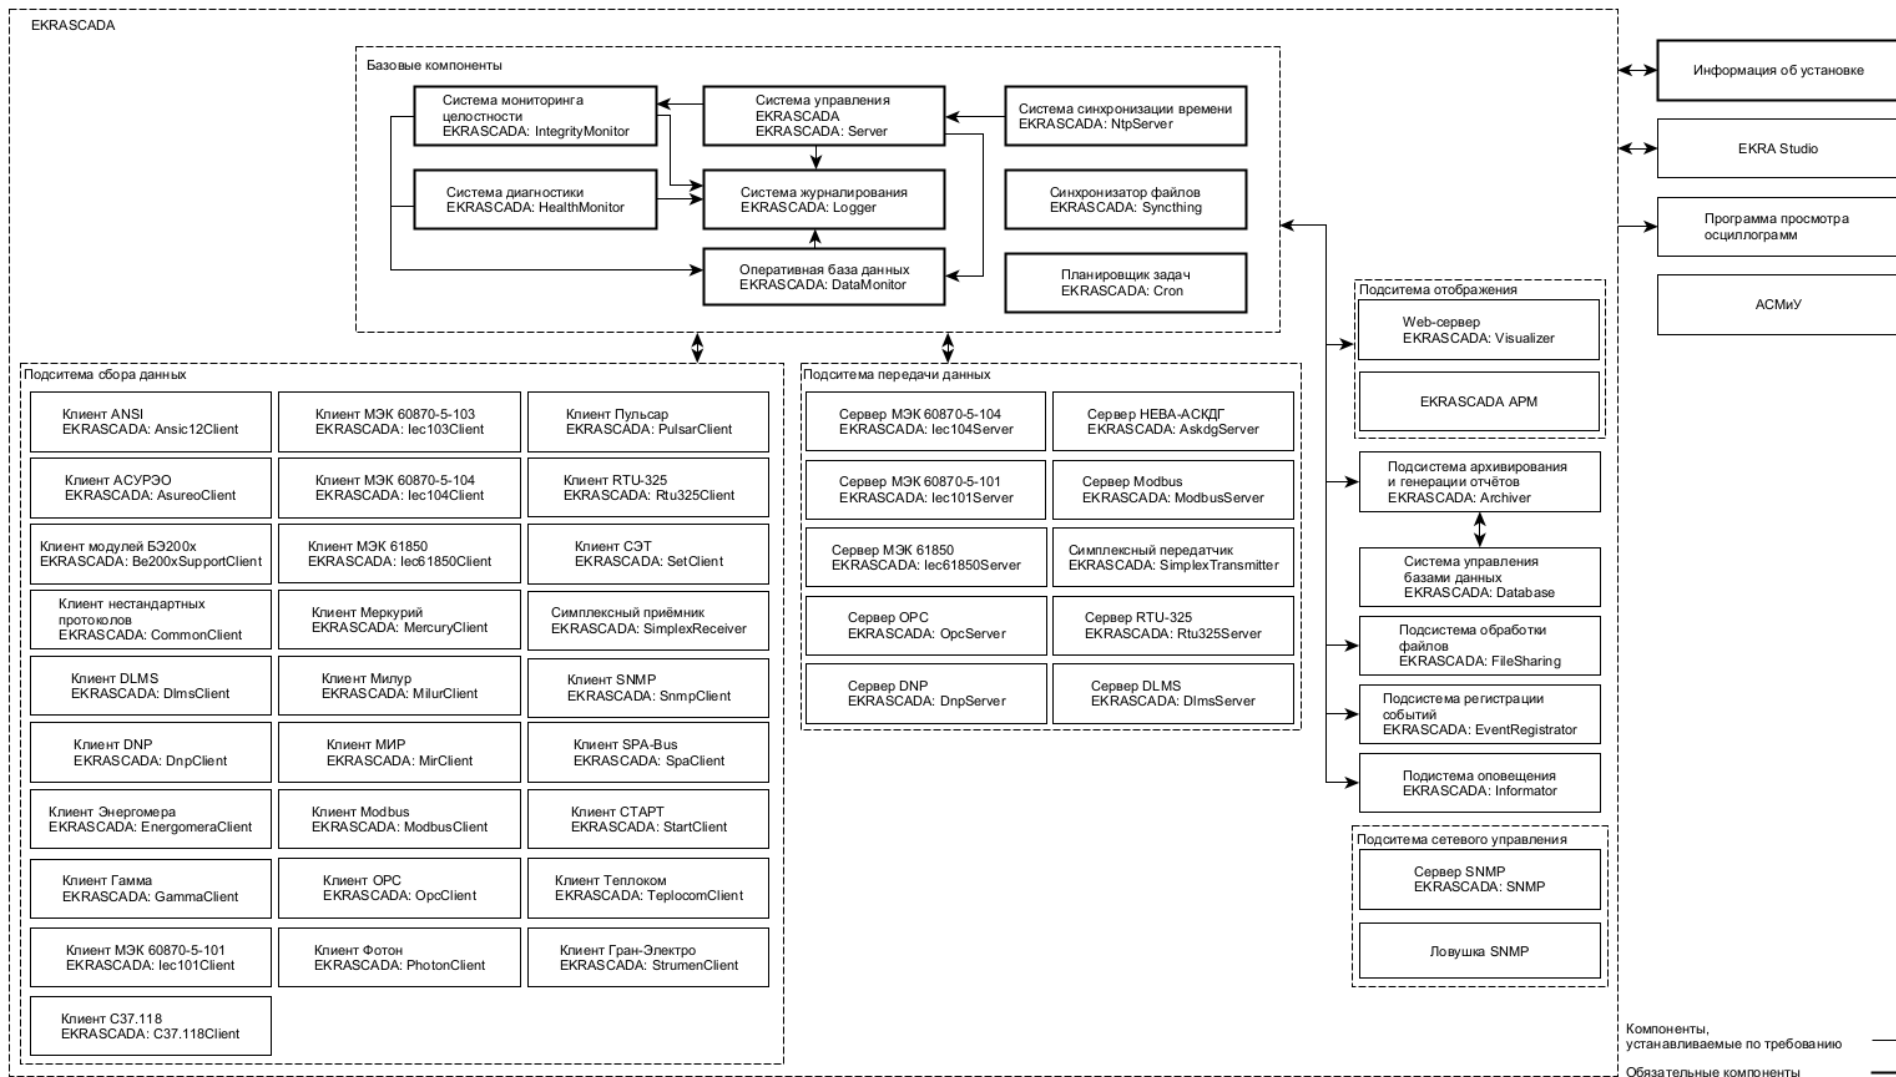 EKRASCADA
Базовые компоненты
Система мониторинга
целостности
EKRASCADA: IntegrityMonitor
Система управления
EKRASCADA
EKRASCADA: Server
Система синхронизации времени
EKRASCADA: NtpServer
Система диагностики
EKRASCADA: HealthMonitor
Система журналирования
EKRASCADA: Logger
Синхронизатор файлов
EKRASCADA: Syncthing
Оперативная база данных
EKRASCADA: DataMonitor
Планировщик задач
EKRASCADA: Cron
Информация об установке
EKRA Studio
Программа просмотра
осциллограмм
АСМиУ
Подситема сбора данных
Клиент ANSI
EKRASCADA: Ansic12Client
Клиент МЭК 60870-5-103
EKRASCADA: Iec103Client
Клиент Пульсар
EKRASCADA: PulsarClient
Клиент АСУРЭО
EKRASCADA: AsureoClient
Клиент МЭК 60870-5-104
EKRASCADA: Iec104Client
Клиент RTU-325
EKRASCADA: Rtu325Client
Клиент модулей БЭ200х
EKRASCADA: Be200xSupportClient
Клиент МЭК 61850
EKRASCADA: Iec61850Client
Клиент СЭТ
EKRASCADA: SetClient
Клиент нестандартных
протоколов
EKRASCADA: CommonClient
Клиент Меркурий
EKRASCADA: MercuryClient
Симплексный приёмник
EKRASCADA: SimplexReceiver
Клиент DLMS
EKRASCADA: DlmsClient
Клиент Милур
EKRASCADA: MilurClient
Клиент SNMP
EKRASCADA: SnmpClient
Клиент DNP
EKRASCADA: DnpClient
Клиент МИР
EKRASCADA: MirClient
Клиент SPA-Bus
EKRASCADA: SpaClient
Клиент Энергомера
EKRASCADA: EnergomeraClient
Клиент Modbus
EKRASCADA: ModbusClient
Клиент СТАРТ
EKRASCADA: StartClient
Клиент Гамма
EKRASCADA: GammaClient
Клиент OPC
EKRASCADA: OpcClient
Клиент Теплоком
EKRASCADA: TeplocomClient
Клиент МЭК 60870-5-101
EKRASCADA: Iec101Client
Клиент Фотон
EKRASCADA: PhotonClient
Клиент Гран-Электро
EKRASCADA: StrumenClient
Клиент C37.118
EKRASCADA: C37.118Client
Подситема передачи данных
Сервер МЭК 60870-5-104
EKRASCADA: Iec104Server
Сервер НЕВА-АСКДГ
EKRASCADA: AskdgServer
Сервер МЭК 60870-5-101
EKRASCADA: Iec101Server
Сервер Modbus
EKRASCADA: ModbusServer
Сервер МЭК 61850
EKRASCADA: Iec61850Server
Симплексный передатчик
EKRASCADA: SimplexTransmitter
Сервер OPC
EKRASCADA: OpcServer
Сервер RTU-325
EKRASCADA: Rtu325Server
Сервер DNP
EKRASCADA: DnpServer
Сервер DLMS
EKRASCADA: DlmsServer
Подситема отображения
Web-сервер
EKRASCADA: Visualizer
EKRASCADA АРМ
Подсистема архивирования
и генерации отчётов
EKRASCADA: Archiver
Система управления
базами данных
EKRASCADA: Database
Подсистема обработки
файлов
EKRASCADA: FileSharing
Подсистема регистрации
событий
EKRASCADA: EventRegistrator
Подистема оповещения
EKRASCADA: Informator
Подситема сетевого управления
Сервер SNMP
EKRASCADA: SNMP
Ловушка SNMP
Компоненты,
устанавливаемые по требованию
Обязательные компоненты